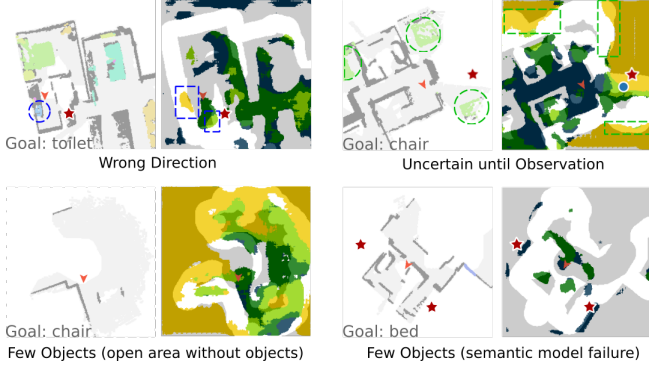 Goal: toilet
Goal: chair
Wrong Direction
Uncertain until Observation
Goal: chair
Goal: bed
Few Objects (open area without objects)
Few Objects (semantic model failure)